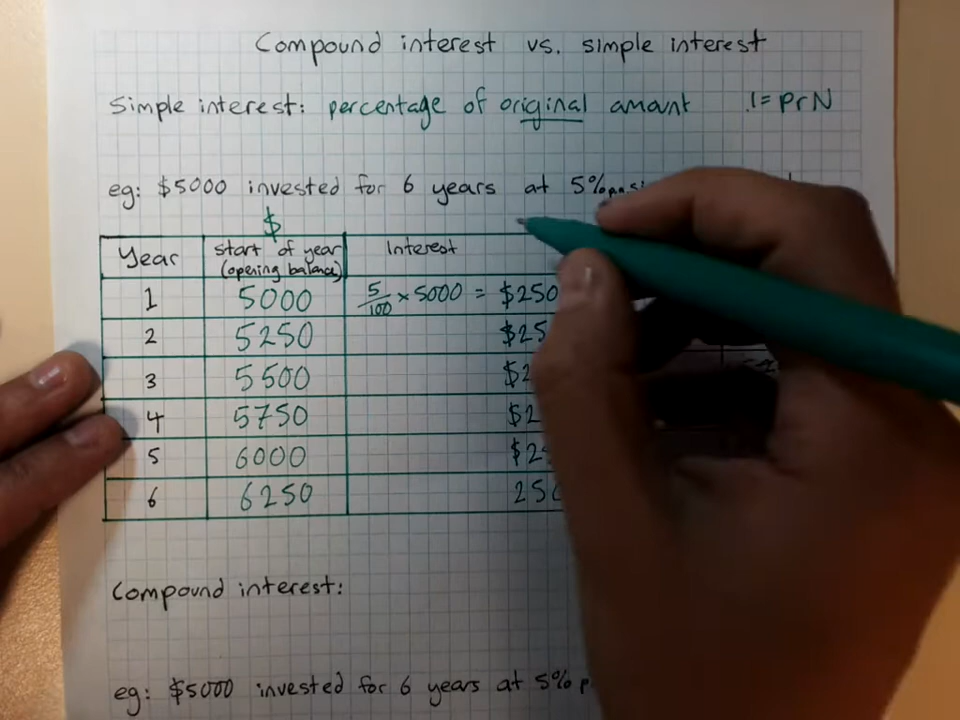 Compound interest vs. simple interest
Simple interest: percentage of original amount I = PrN
eg: $5000 invested for 6 years at 5%
$
Year start of year (opening balance) Interest
1 5000 5/100 × 5000 = $250
2 5250
3 5500
4 5750
5 6000
6 6250 250
Compound interest:
eg: $5000 invested for 6 years at 5% p